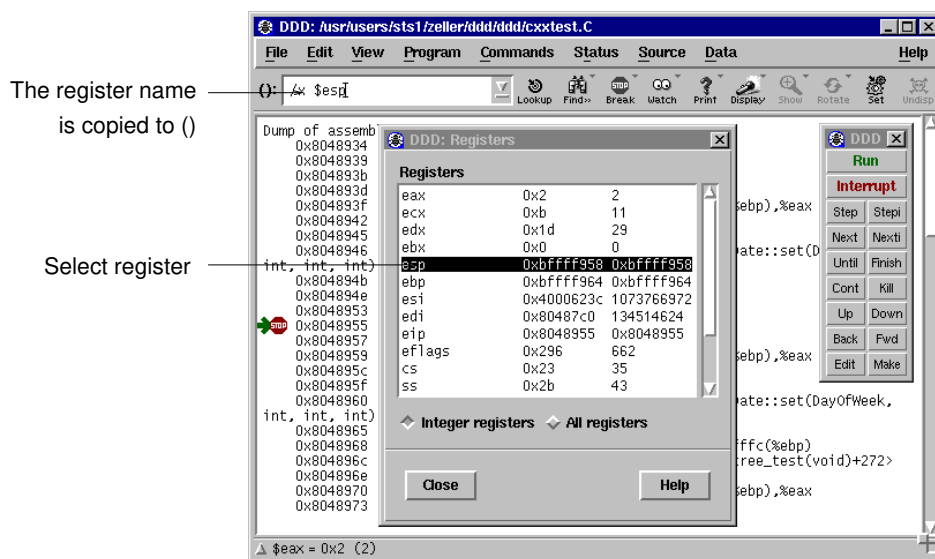 DDD: /usr/users/sts1/zeller/ddd/ddd/cxxtest.C
File Edit View Program Commands Status Source Data Help
The register name
is copied to ()
(): /x $esp
Lookup Find» Break Watch Print Display Show Rotate Set Undisp
Dump of assemb
0x8048934
0x8048939
0x804893b
0x804893d
0x804893f %ebp),%eax
0x8048942
0x8048945
0x8048946 ate::set(D
int, int, int)
0x804894b
0x804894e
0x8048953
STOP 0x8048955
0x8048957
0x8048959 %ebp),%eax
0x804895c
0x804895f
0x8048960 ate::set(DayOfWeek,
int, int, int)
0x8048965
0x8048968 fffc(%ebp)
0x804896c tree_test(void)+272>
0x804896e
0x8048970 %ebp),%eax
0x8048973
DDD: Registers
Registers
eax 0x2 2
ecx 0xb 11
edx 0x1d 29
ebx 0x0 0
Select register
esp 0xbffff958 0xbffff958
ebp 0xbffff964 0xbffff964
esi 0x4000623c 1073766972
edi 0x80487c0 134514624
eip 0x8048955 0x8048955
eflags 0x296 662
cs 0x23 35
ss 0x2b 43
Integer registers All registers
Close Help
DDD
Run
Interrupt
Step Stepi
Next Nexti
Until Finish
Cont Kill
Up Down
Back Fwd
Edit Make
$eax = 0x2 (2)